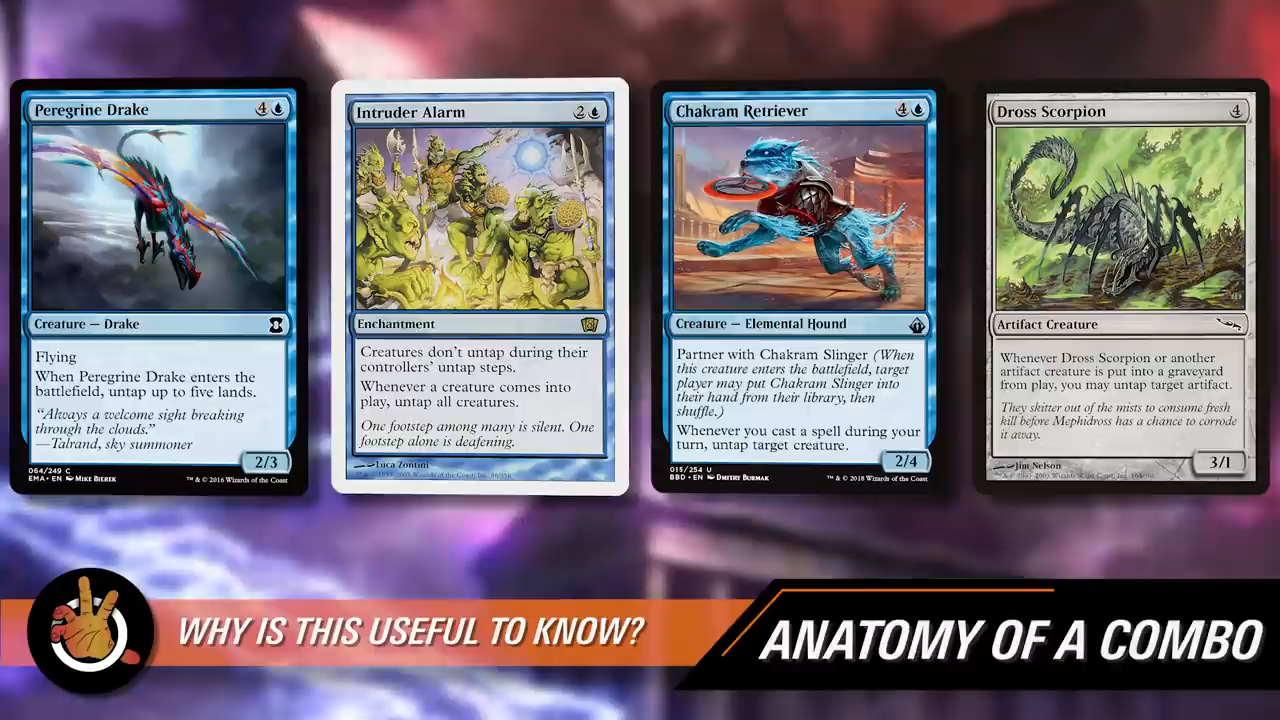 Peregrine Drake 4
Creature — Drake
Flying
When Peregrine Drake enters the
battlefield, untap up to five lands.
“Always a welcome sight breaking
through the clouds.”
—Talrand, sky summoner
2/3
064/249 C
EMA • EN Mike Bierek ™ & © 2016 Wizards of the Coast
Intruder Alarm 2
Enchantment
Creatures don’t untap during their
controllers’ untap steps.
Whenever a creature comes into
play, untap all creatures.
One footstep among many is silent. One
footstep alone is deafening.
Luca Zontini
Chakram Retriever 4
Creature — Elemental Hound
Partner with Chakram Slinger (When
this creature enters the battlefield, target
player may put Chakram Slinger into
their hand from their library, then
shuffle.)
Whenever you cast a spell during your
turn, untap target creature.
2/4
015/254 U
BBD • EN Dmitry Burmak ™ & © 2018 Wizards of the Coast
Dross Scorpion 4
Artifact Creature
Whenever Dross Scorpion or another
artifact creature is put into a graveyard
from play, you may untap target artifact.
They skitter out of the mists to consume fresh
kill before Mephidross has a chance to corrode
it away.
Jim Nelson
3/1
WHY IS THIS USEFUL TO KNOW?
ANATOMY OF A COMBO